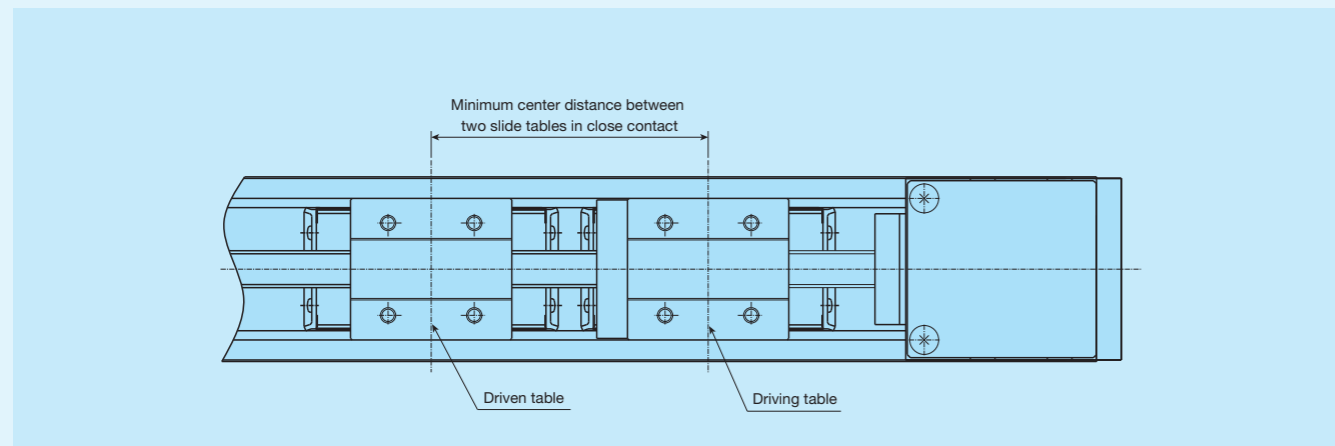 Minimum center distance between
two slide tables in close contact
Driven table
Driving table